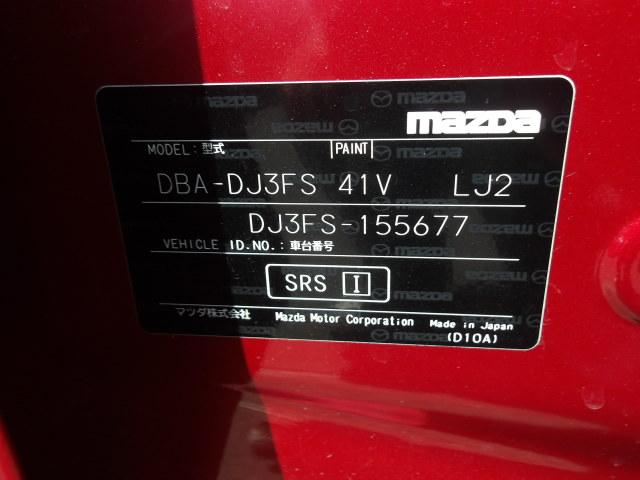 mazda
MODEL:型式 PAINT
DBA-DJ3FS 41V LJ2
DJ3FS-155677
VEHICLE ID.NO.:車台番号
SRS I
マツダ株式会社 Mazda Motor Corporation Made in Japan
(D10A)